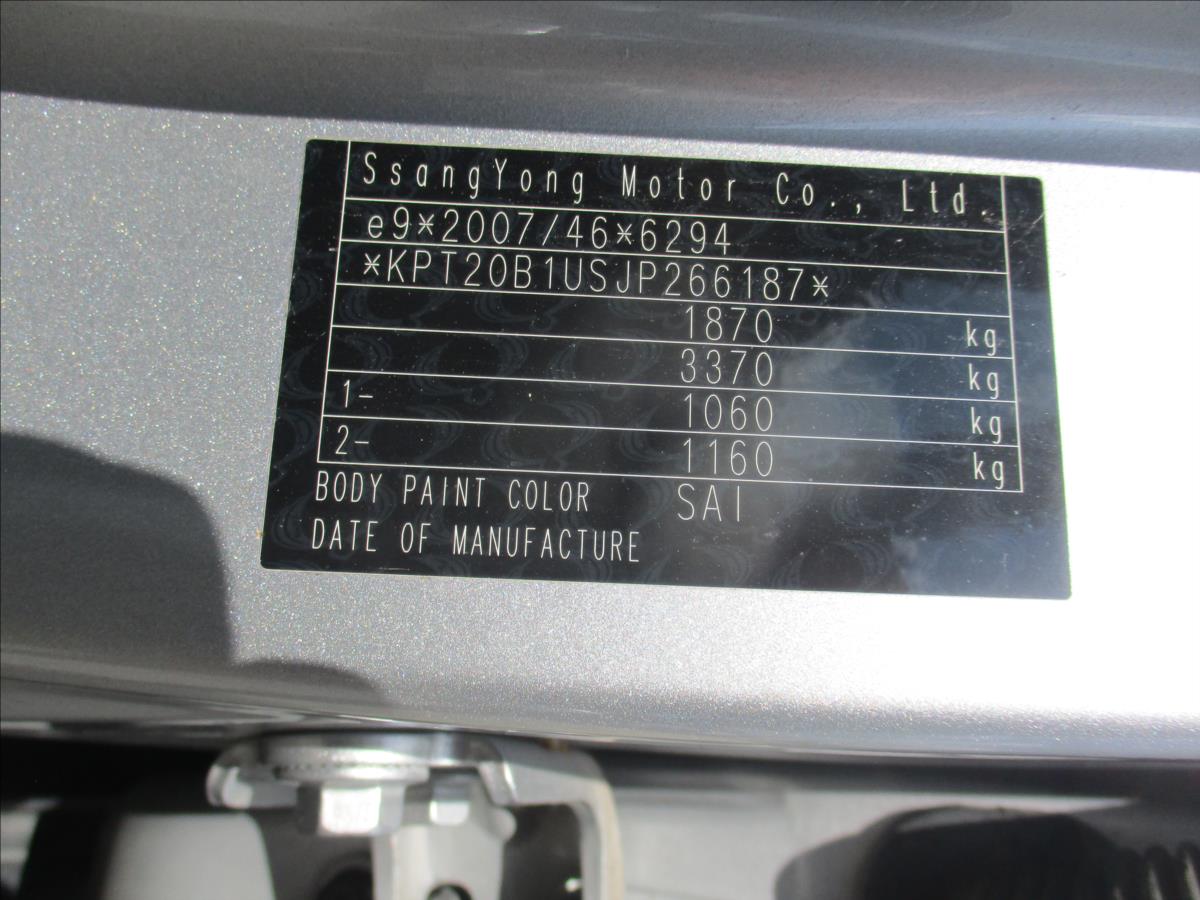 SsangYong Motor Co., Ltd.
e9*2007/46*6294
*KPT20B1USJP266187*
1870 kg
3370 kg
1- 1060 kg
2- 1160 kg
BODY PAINT COLOR SAI
DATE OF MANUFACTURE